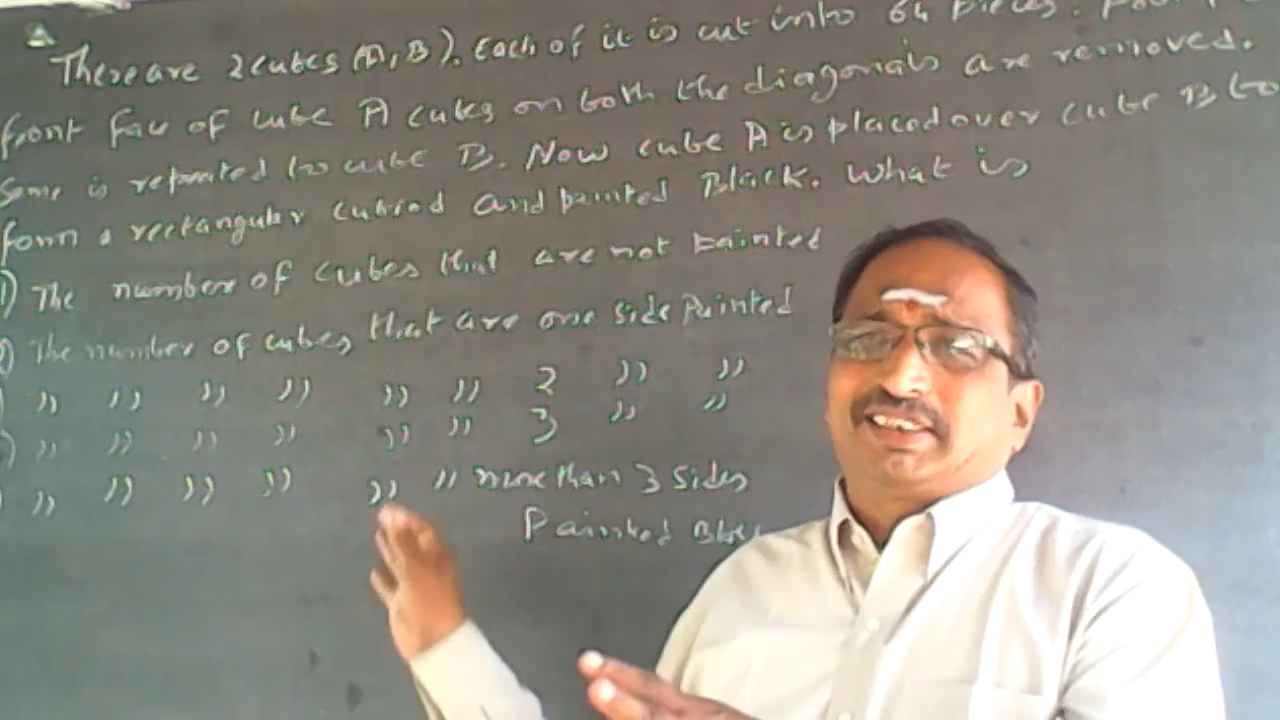 There are 2 cubes (A, B). Each of it is cut into 64 pieces.
front face of cube A cubes on both the diagonals are removed.
Same is repeated to cube B. Now cube A is placed over cube B to
form a rectangular cuboid and painted Black. What is
1) The number of cubes that are not painted
The number of cubes that are one side Painted
" " " " " " 2 " "
" " " " " " 3 " "
" " " " " " more than 3 sides
Painted